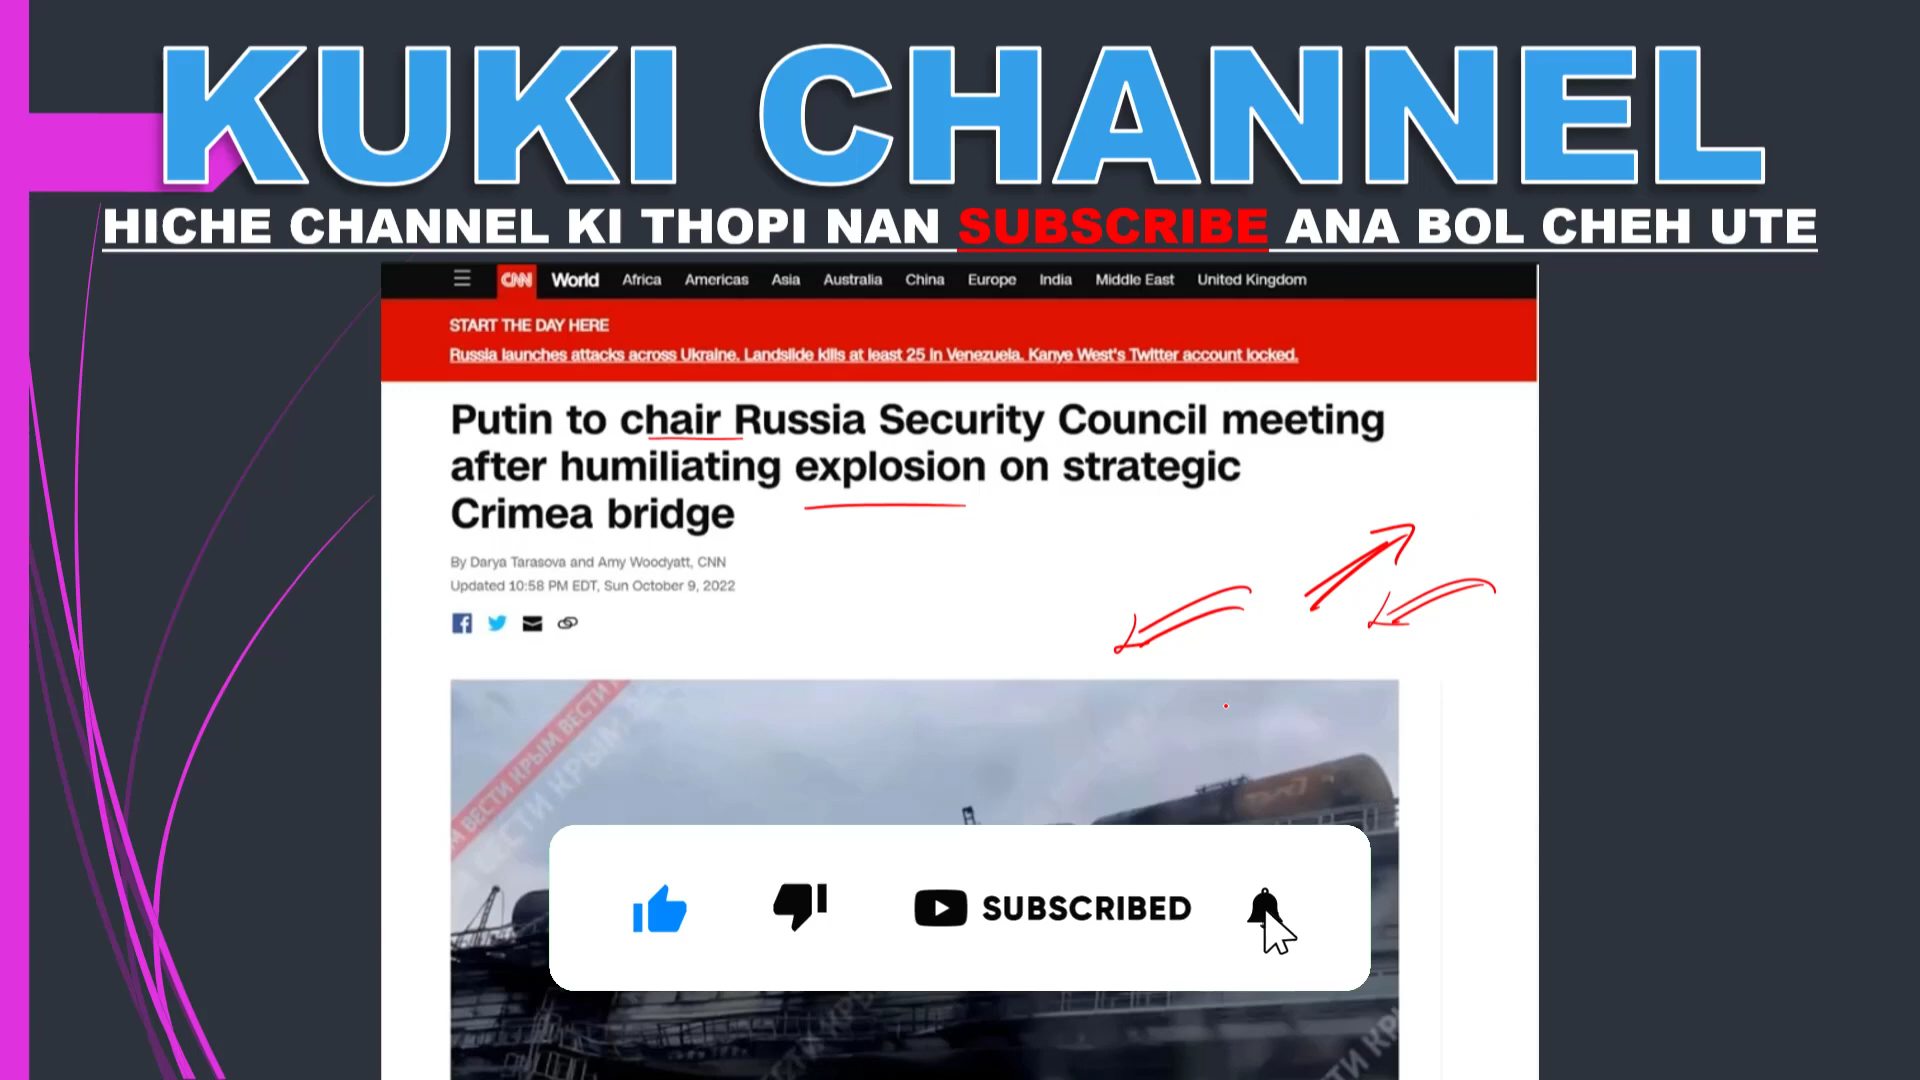 KUKI CHANNEL
HICHE CHANNEL KI THOPI NAN SUBSCRIBE ANA BOL CHEH UTE
CNN World Africa Americas Asia Australia China Europe India Middle East United Kingdom
START THE DAY HERE
Russia launches attacks across Ukraine. Landslide kills at least 25 in Venezuela. Kanye West's Twitter account locked.
Putin to chair Russia Security Council meeting
after humiliating explosion on strategic
Crimea bridge
By Darya Tarasova and Amy Woodyatt, CNN
Updated 10:58 PM EDT, Sun October 9, 2022
ВЕСТИ КРЫМ
SUBSCRIBED